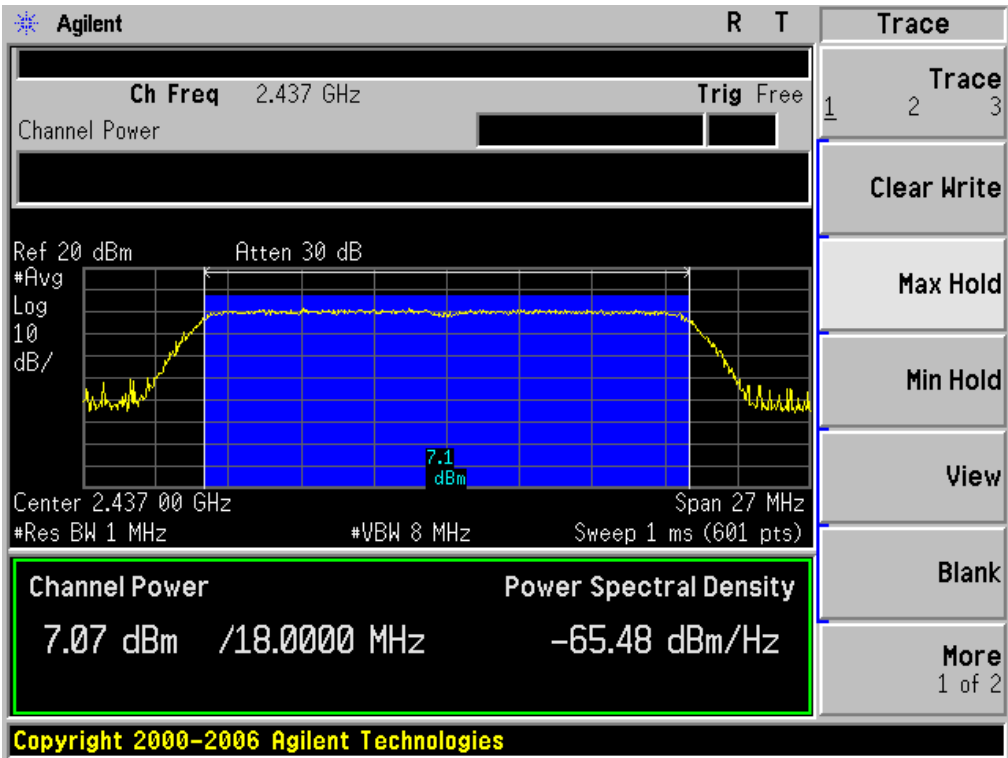 Agilent R T
Ch Freq 2.437 GHz Trig Free
Channel Power
Ref 20 dBm Atten 30 dB
#Avg
Log
10
dB/
7.1
dBm
Center 2.437 00 GHz Span 27 MHz
#Res BW 1 MHz #VBW 8 MHz Sweep 1 ms (601 pts)
Channel Power Power Spectral Density
7.07 dBm /18.0000 MHz -65.48 dBm/Hz
Copyright 2000-2006 Agilent Technologies
Trace
Trace
1 2 3
Clear Write
Max Hold
Min Hold
View
Blank
More
1 of 2